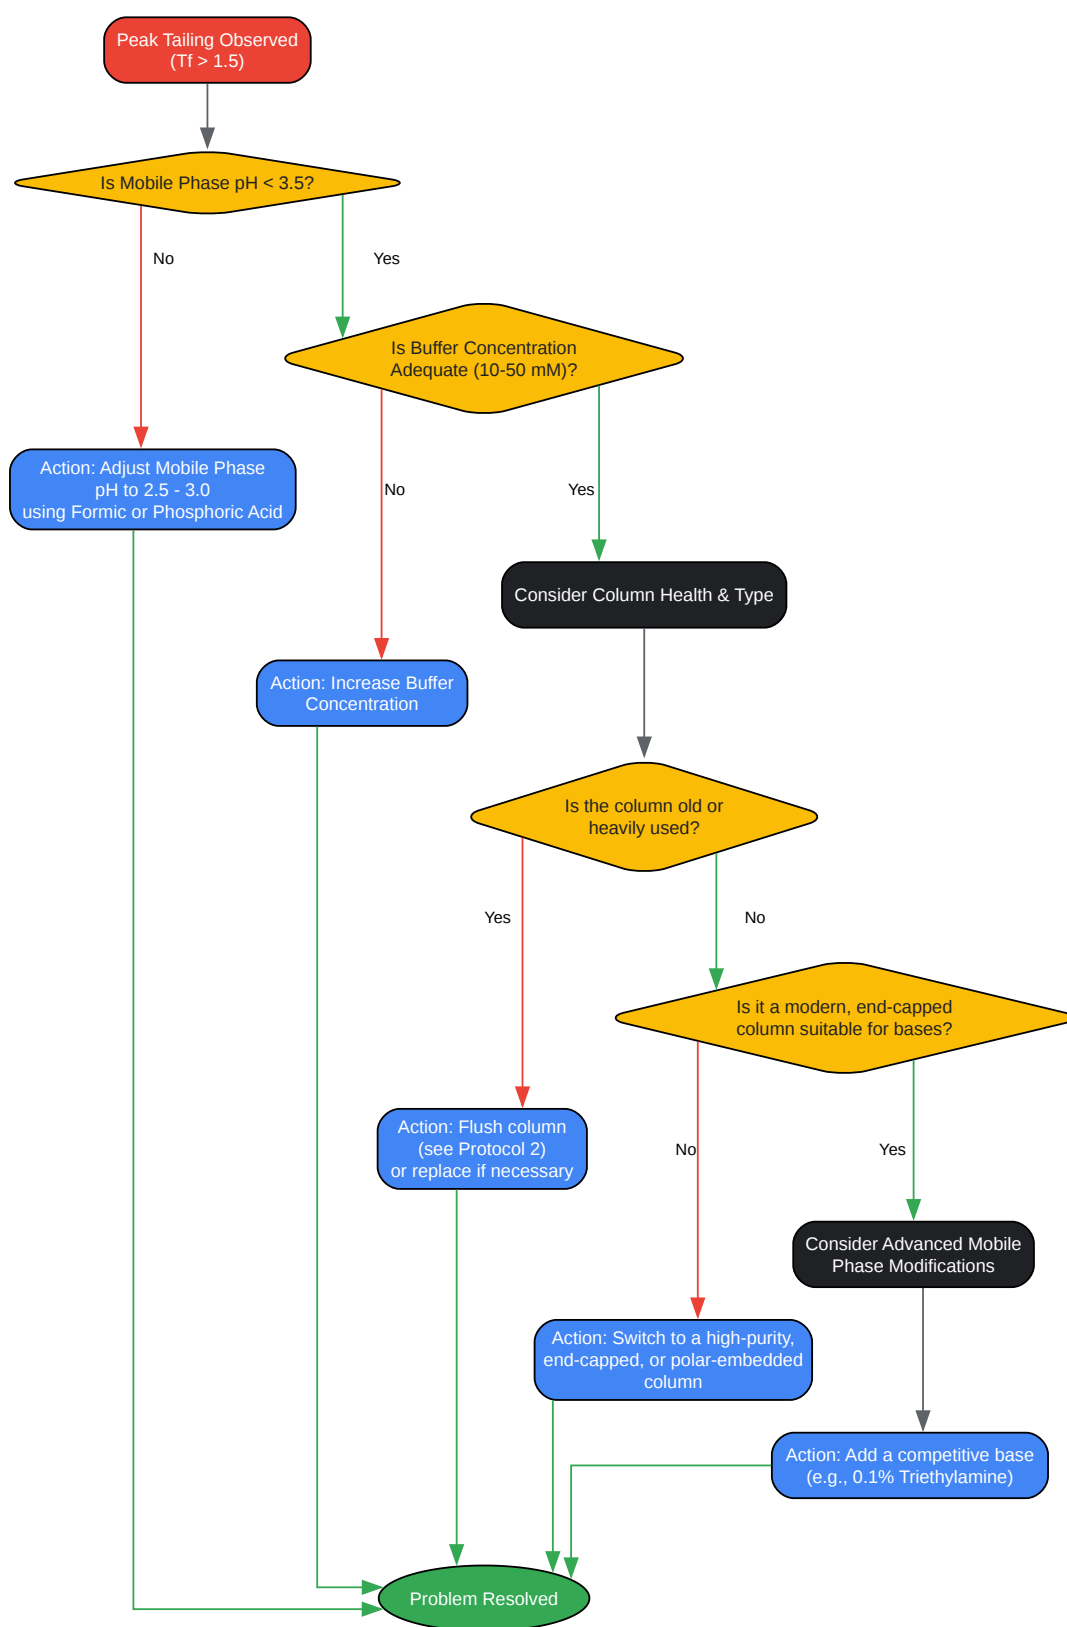 Peak Tailing Observed
(Tf > 1.5)
Is Mobile Phase pH < 3.5?
No
Yes
Is Buffer Concentration
Adequate (10-50 mM)?
Action: Adjust Mobile Phase
pH to 2.5 - 3.0
using Formic or Phosphoric Acid
No
Yes
Consider Column Health & Type
Action: Increase Buffer
Concentration
Is the column old or
heavily used?
Yes
No
Is it a modern, end-capped
column suitable for bases?
Action: Flush column
(see Protocol 2)
or replace if necessary
No
Yes
Consider Advanced Mobile
Phase Modifications
Action: Switch to a high-purity,
end-capped, or polar-embedded
column
Action: Add a competitive base
(e.g., 0.1% Triethylamine)
Problem Resolved